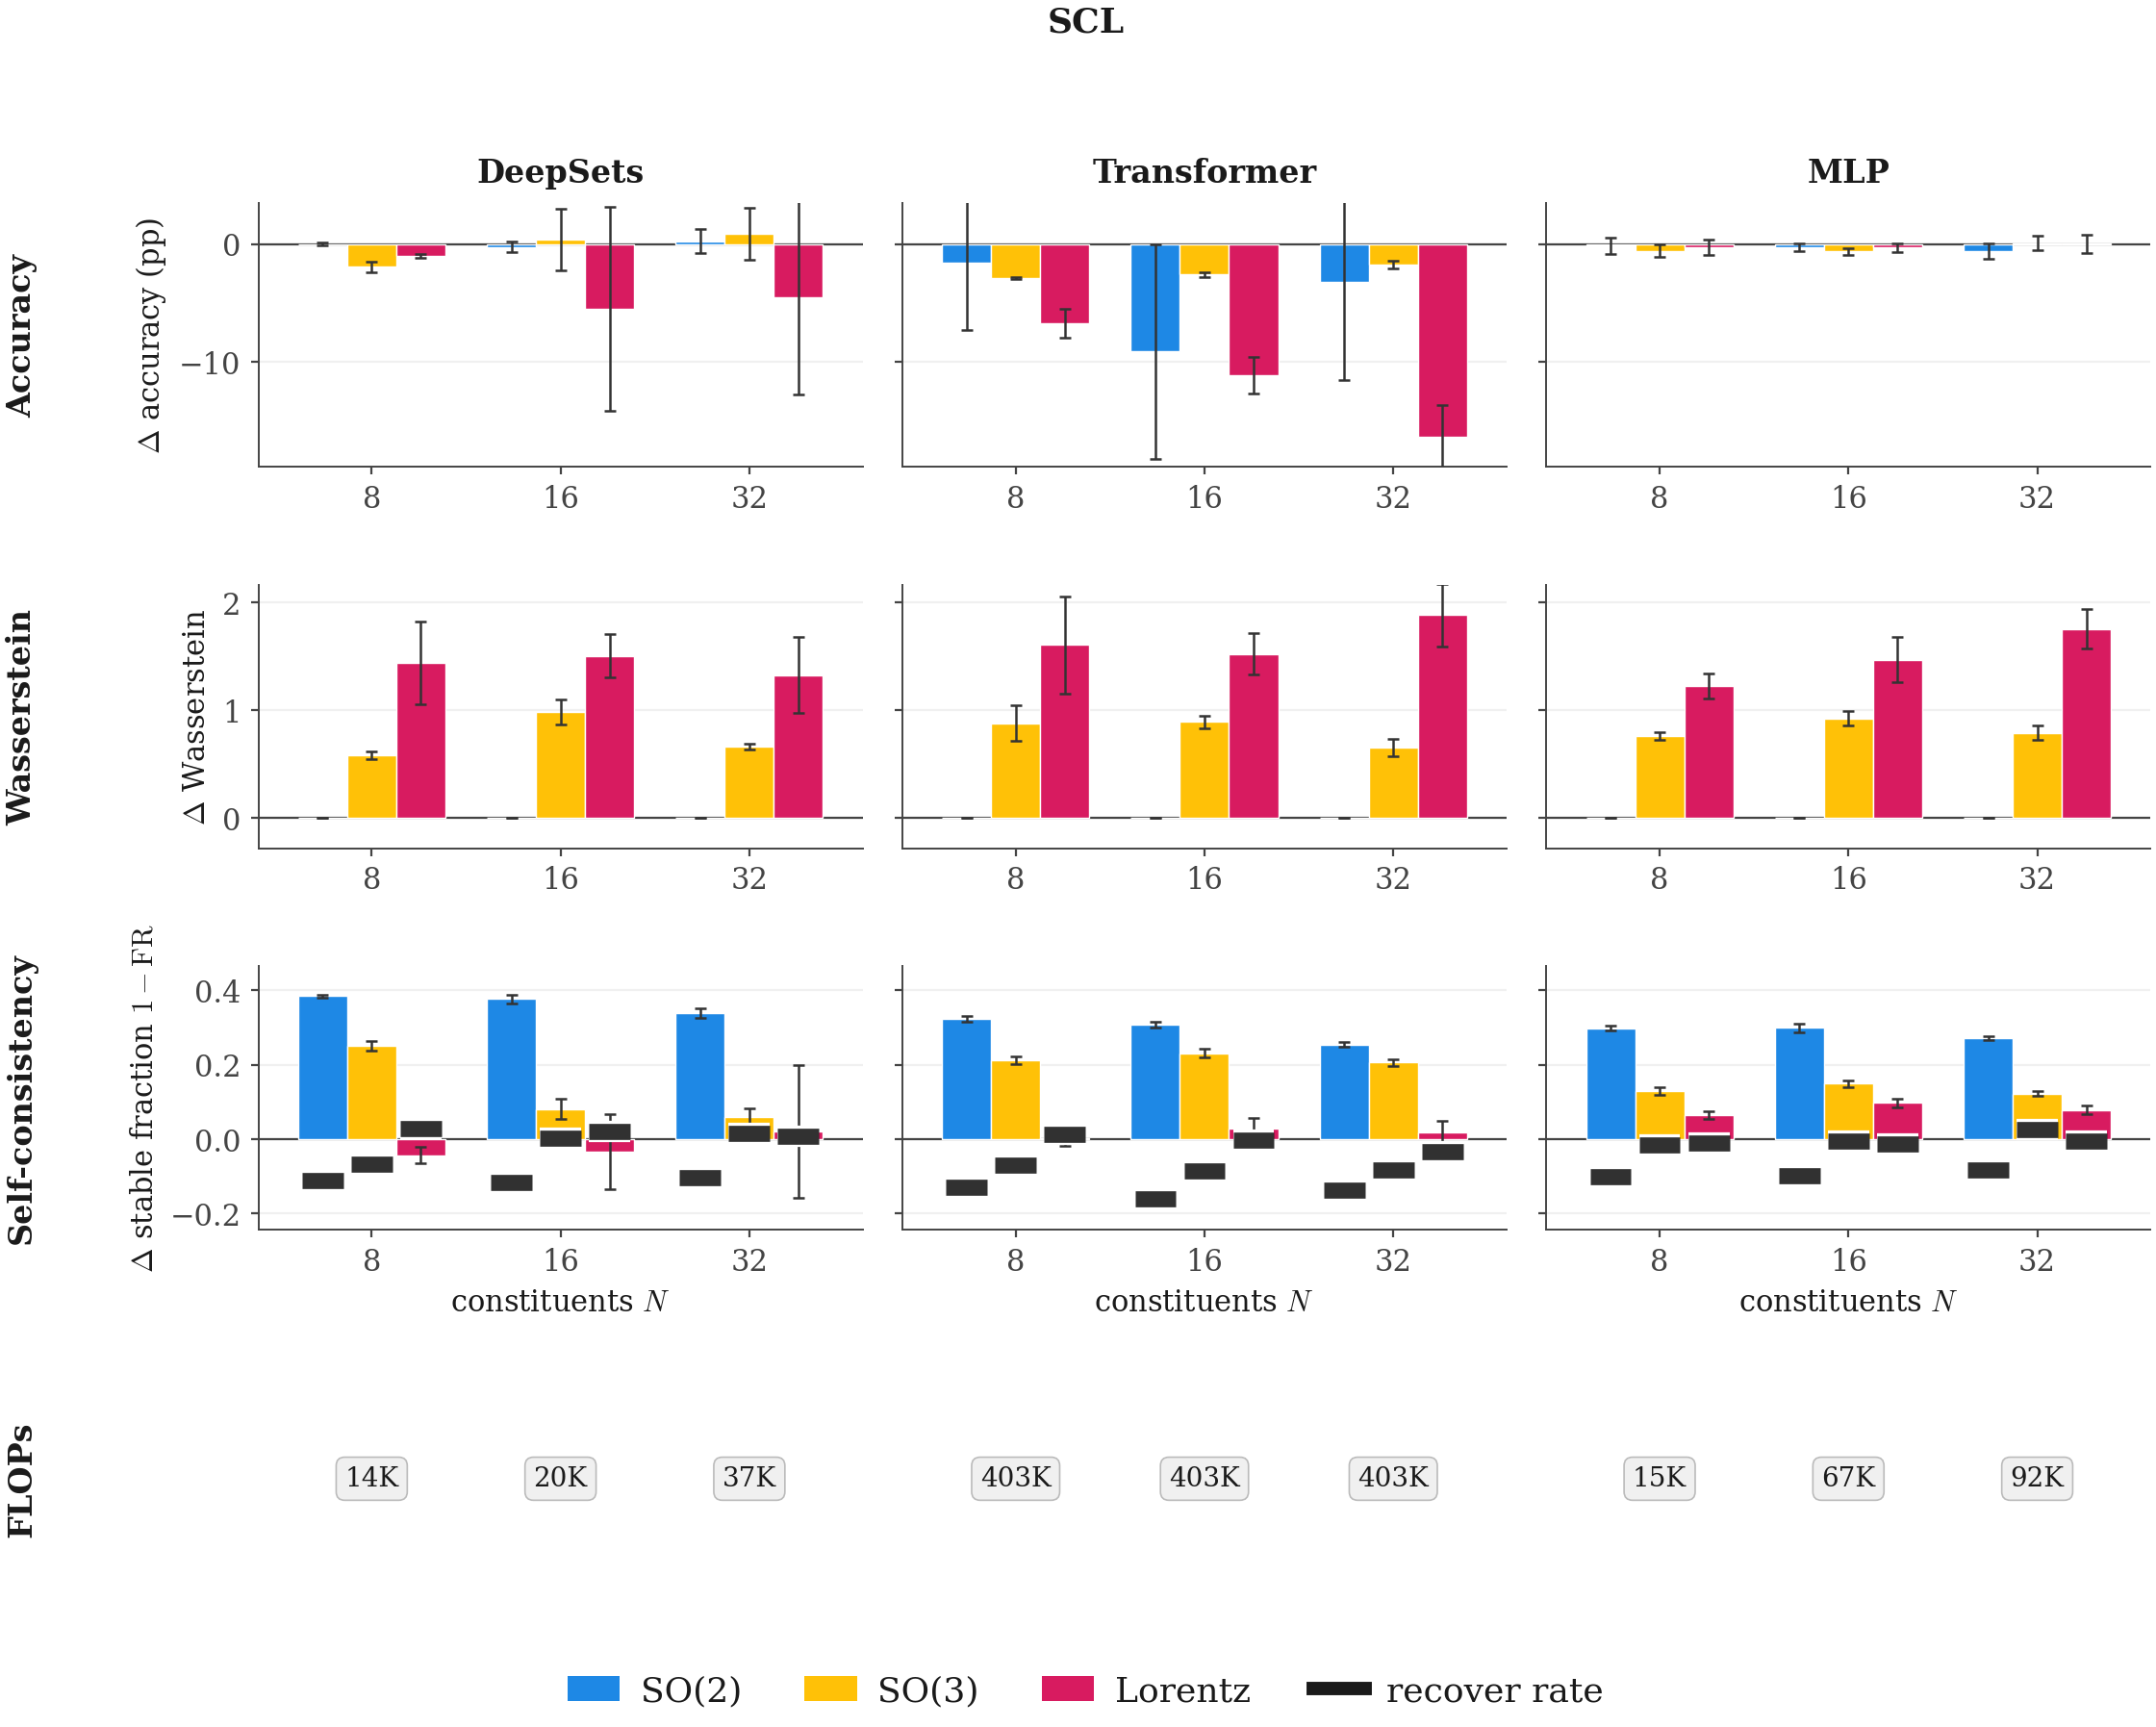 SCL
DeepSets
Transformer
MLP
Accuracy
Δ accuracy (pp)
0
−10
8 16 32
8 16 32
8 16 32
Wasserstein
Δ Wasserstein
2
1
0
8 16 32
8 16 32
8 16 32
Self-consistency
Δ stable fraction 1 − FR
0.4
0.2
0.0
−0.2
8 16 32
8 16 32
8 16 32
constituents N
constituents N
constituents N
FLOPs
14K 20K 37K
403K 403K 403K
15K 67K 92K
SO(2)
SO(3)
Lorentz
recover rate